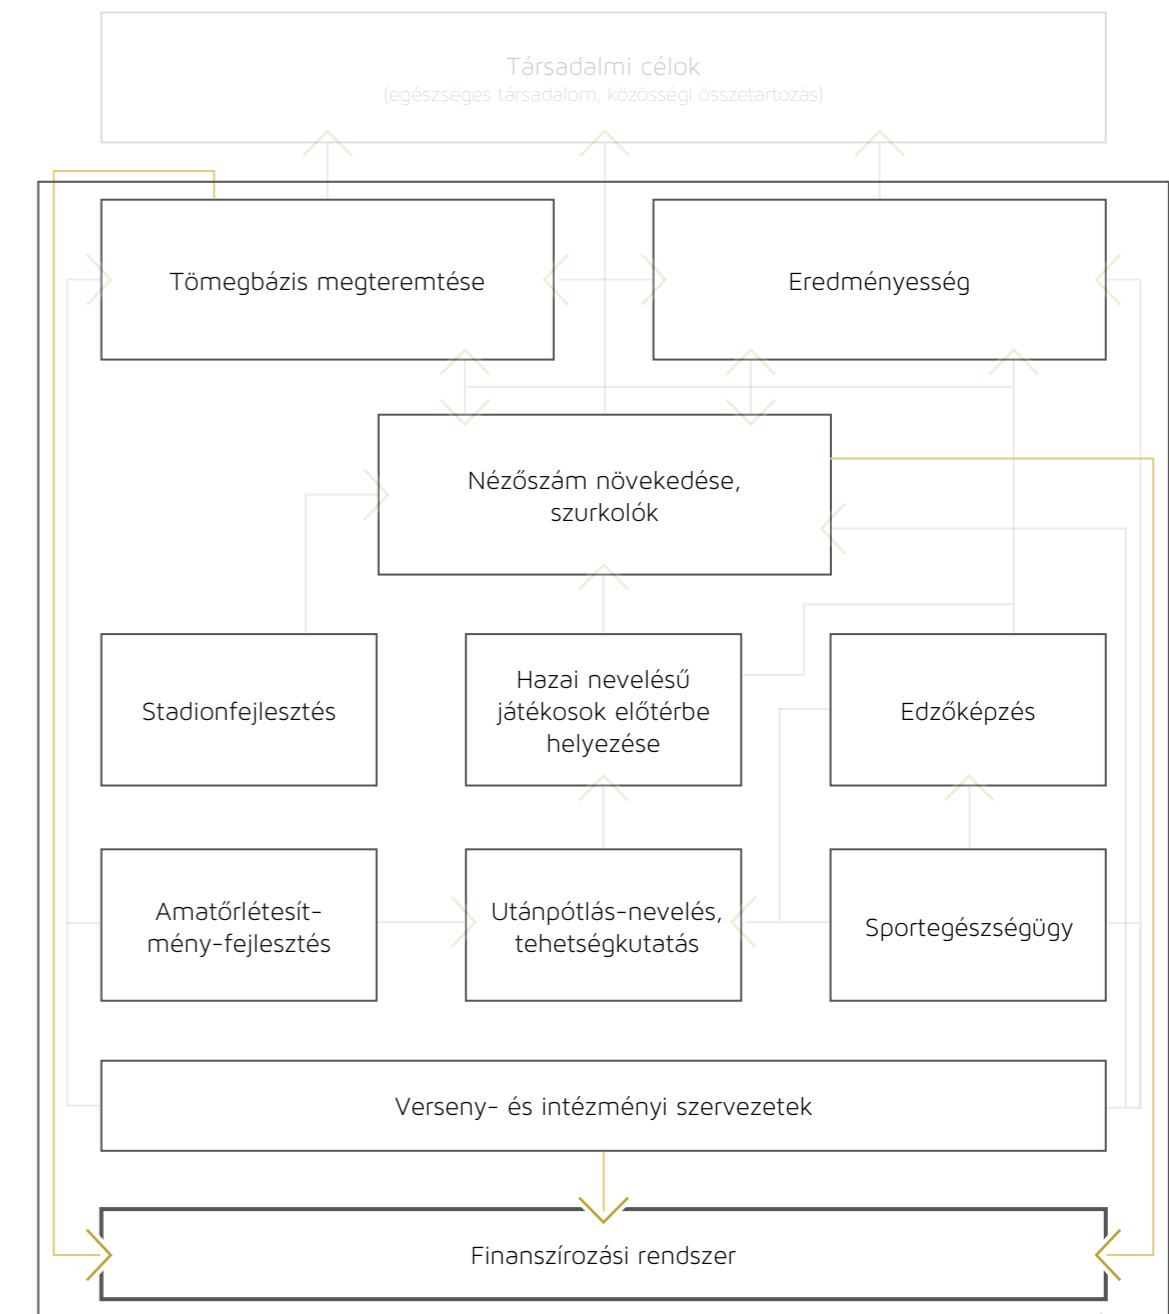 Társadalmi célok
(egészséges társadalom, közösségi összetartozás)
Tömegbázis megteremtése
Eredményesség
Nézőszám növekedése,
szurkolók
Stadionfejlesztés
Hazai nevelésű
játékosok előtérbe
helyezése
Edzőképzés
Amatőrlétesít-
mény-fejlesztés
Utánpótlás-nevelés,
tehetségkutatás
Sportegészségügy
Verseny- és intézményi szervezetek
Finanszírozási rendszer